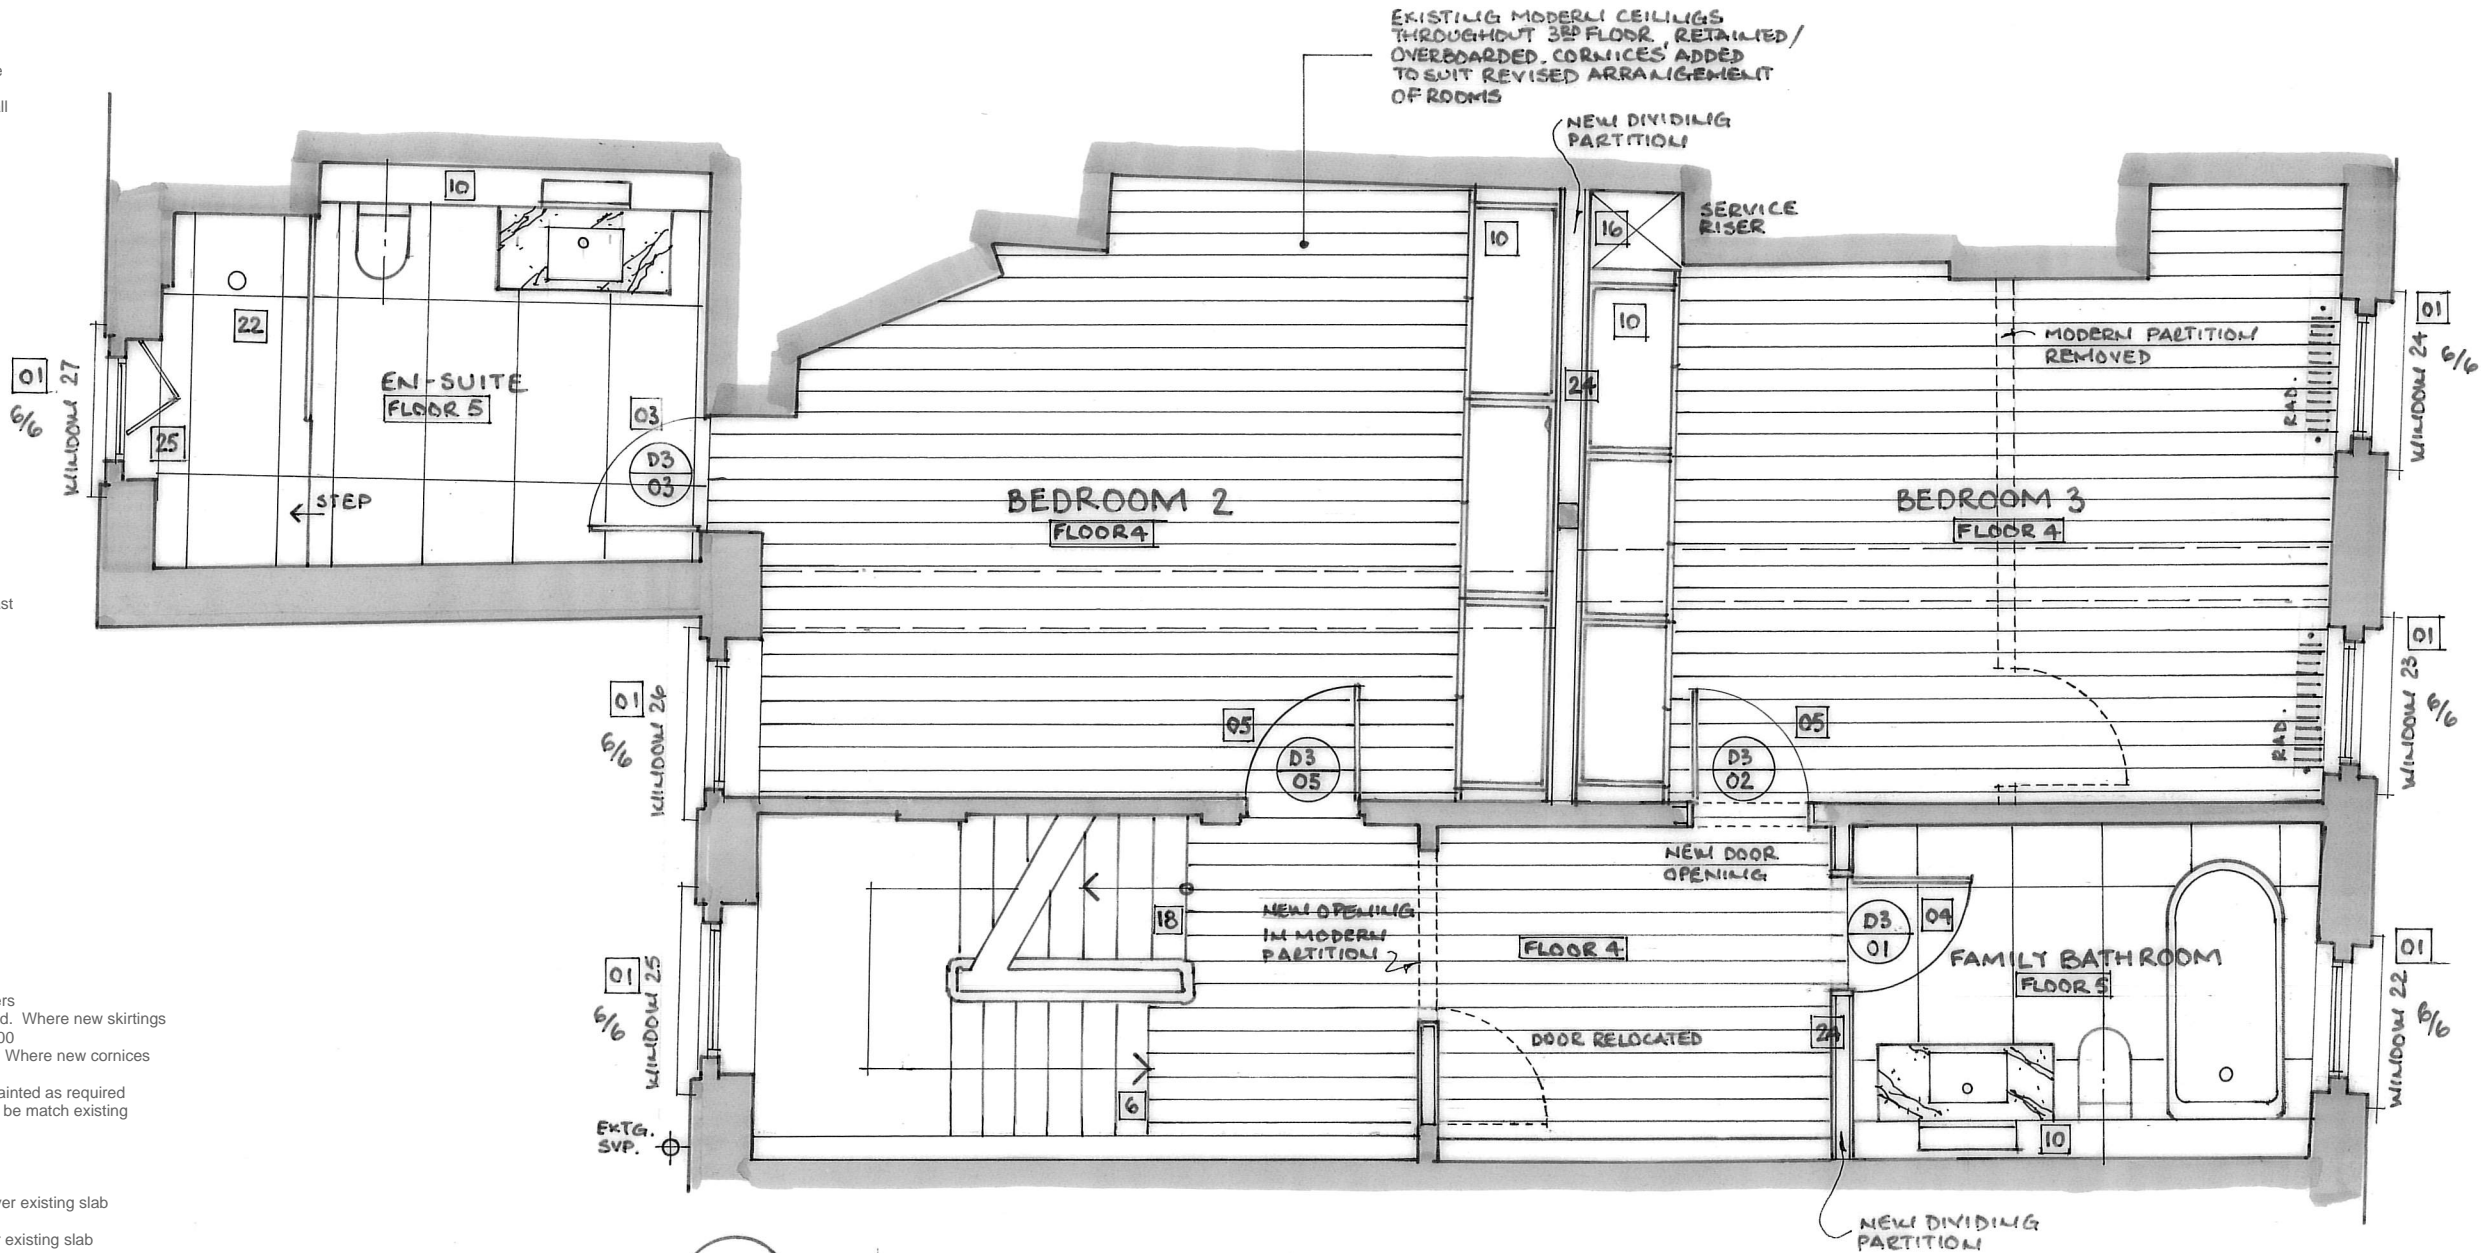 EXISTING MODERN CEILINGS
THROUGHOUT 3RD FLOOR RETAINED/
OVERBOARDED. CORNICES ADDED
TO SUIT REVISED ARRANGEMENT
OF ROOMS
NEW DIVIDING
PARTITION
SERVICE
RISER
10
10
16
10
22
01
6/6
WINDOW 27
EN-SUITE
FLOOR 5
03
D3
03
25
STEP
24
MODERN PARTITION
REMOVED
RAD.
01
WINDOW 24
6/6
BEDROOM 2
FLOOR 4
BEDROOM 3
FLOOR 4
01
WINDOW 26
6/6
05
D3
05
D3
02
05
RAD.
01
WINDOW 23
6/6
NEW DOOR
OPENING
18
NEW OPENING
IN MODERN
PARTITION
FLOOR 4
D3
01
04
FAMILY BATHROOM
FLOOR 5
01
WINDOW 22
6/6
01
WINDOW 25
6/6
DOOR RELOCATED
24
6
10
EXTG.
SVP.
NEW DIVIDING
PARTITION
d. Where new skirtings
00
Where new cornices
ainted as required
be match existing
ver existing slab
existing slab